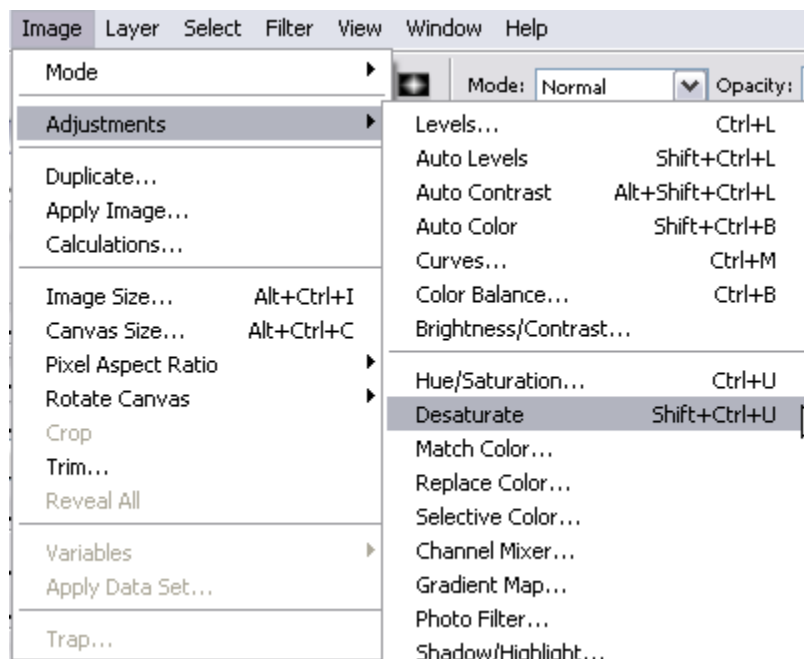 Image Layer Select Filter View Window Help
Mode
Mode: Normal Opacity:
Adjustments
Duplicate...
Apply Image...
Calculations...
Image Size... Alt+Ctrl+I
Canvas Size... Alt+Ctrl+C
Pixel Aspect Ratio
Rotate Canvas
Crop
Trim...
Reveal All
Variables
Apply Data Set...
Trap...
Levels... Ctrl+L
Auto Levels Shift+Ctrl+L
Auto Contrast Alt+Shift+Ctrl+L
Auto Color Shift+Ctrl+B
Curves... Ctrl+M
Color Balance... Ctrl+B
Brightness/Contrast...
Hue/Saturation... Ctrl+U
Desaturate Shift+Ctrl+U
Match Color...
Replace Color...
Selective Color...
Channel Mixer...
Gradient Map...
Photo Filter...
Shadow/Highlight...